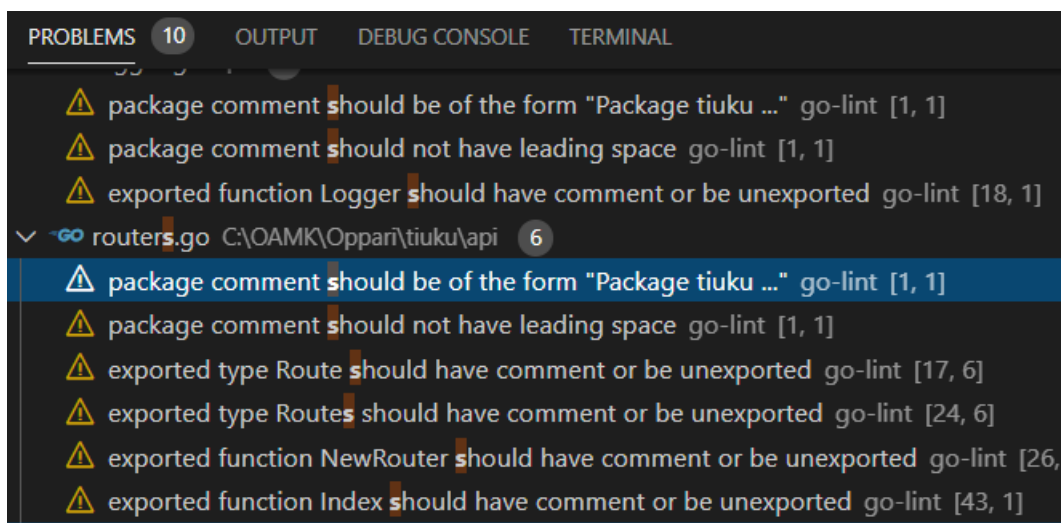 PROBLEMS 10 OUTPUT DEBUG CONSOLE TERMINAL
package comment should be of the form "Package tiuku ..." go-lint [1, 1]
package comment should not have leading space go-lint [1, 1]
exported function Logger should have comment or be unexported go-lint [18, 1]
GO routers.go C:\OAMK\Oppari\tiuku\api 6
package comment should be of the form "Package tiuku ..." go-lint [1, 1]
package comment should not have leading space go-lint [1, 1]
exported type Route should have comment or be unexported go-lint [17, 6]
exported type Routes should have comment or be unexported go-lint [24, 6]
exported function NewRouter should have comment or be unexported go-lint [26,
exported function Index should have comment or be unexported go-lint [43, 1]